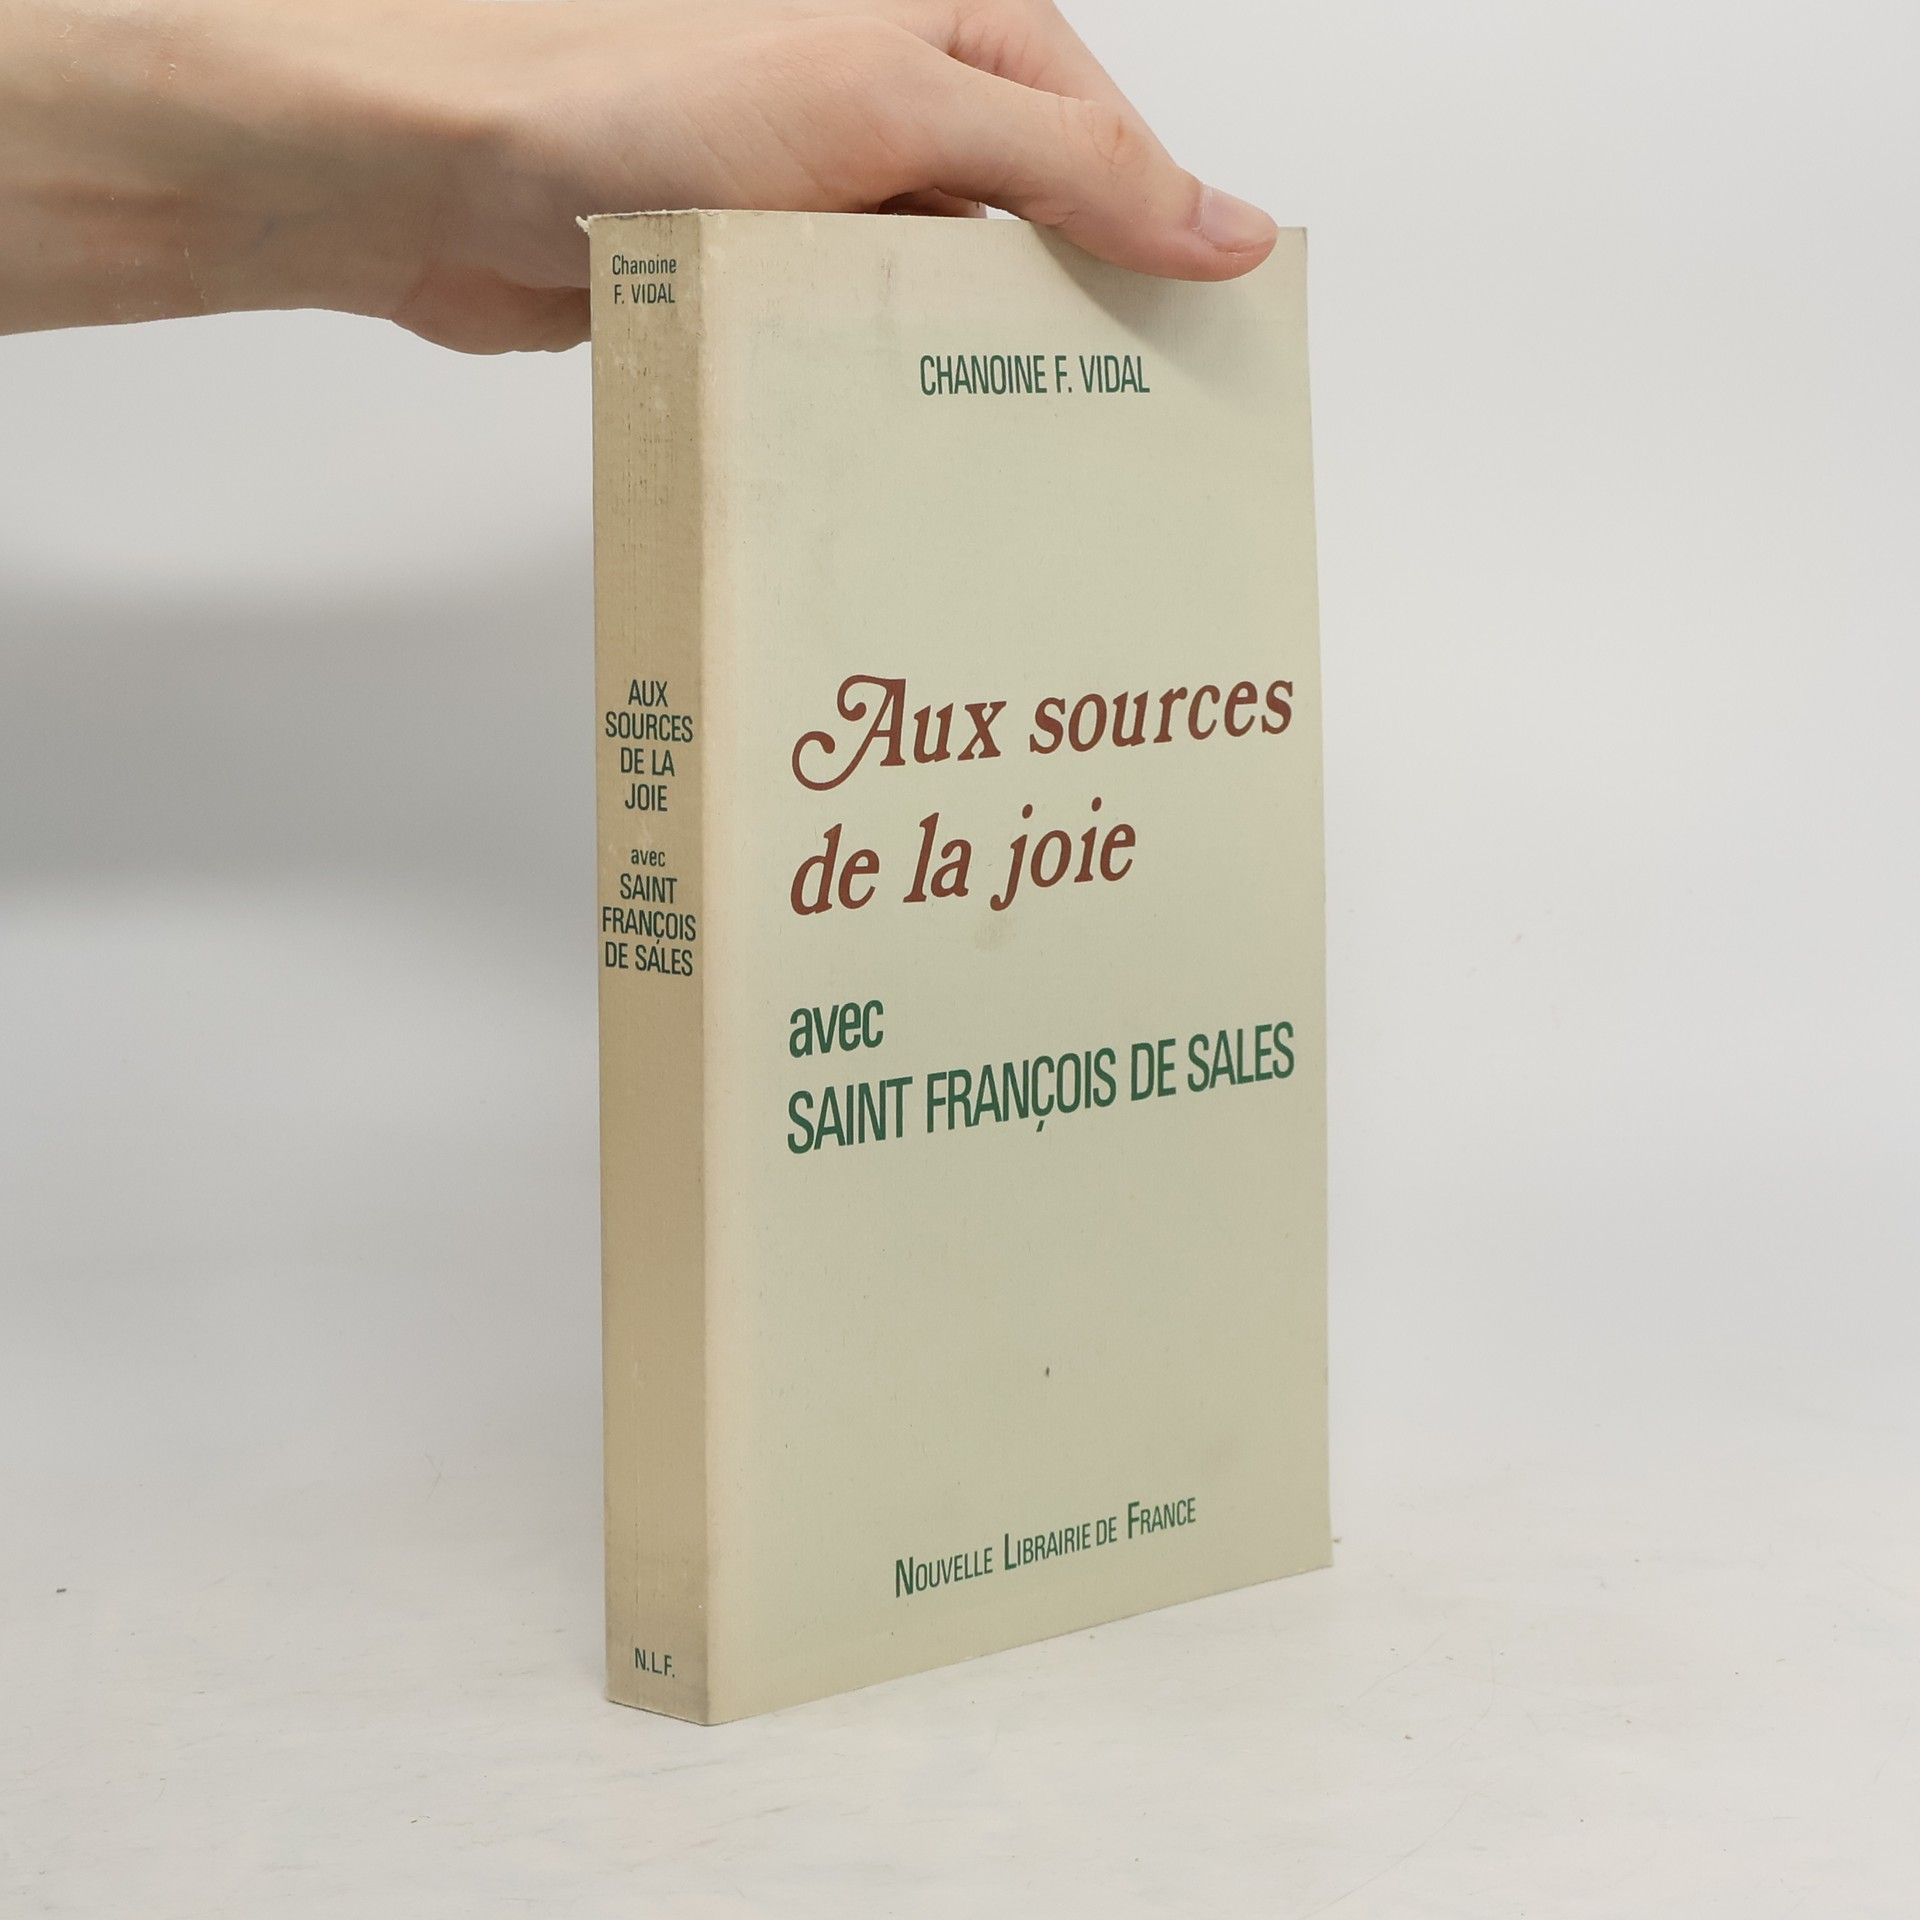 Chanoine
F. VIDAL
AUX
SOURCES
DE LA
JOIE
avec
SAINT
FRANÇOIS
DE SALES
N.L.F.
CHANOINE F. VIDAL
Aux sources
de la joie
avec
SAINT FRANÇOIS DE SALES
NOUVELLE LIBRAIRIE DE FRANCE